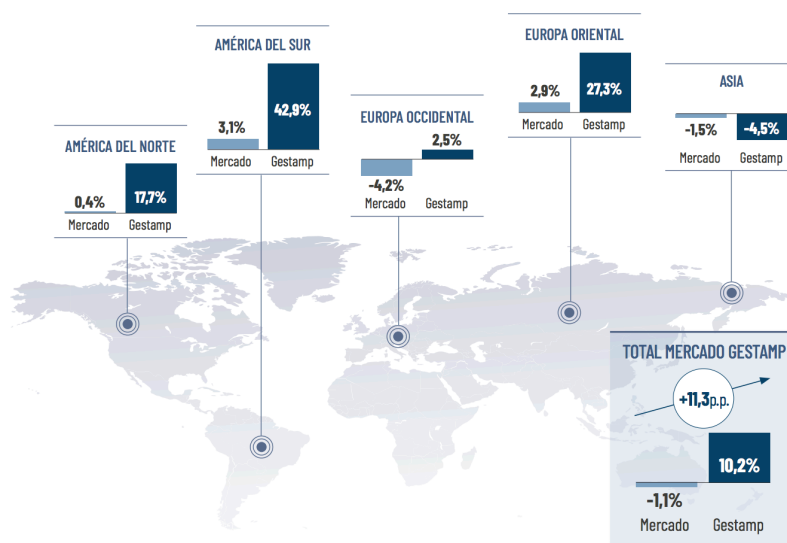 AMÉRICA DEL NORTE
0,4%
17,7%
Mercado
Gestamp
AMÉRICA DEL SUR
3,1%
42,9%
Mercado
Gestamp
EUROPA OCCIDENTAL
2,5%
-4,2%
Mercado
Gestamp
EUROPA ORIENTAL
2,9%
27,3%
Mercado
Gestamp
ASIA
-1,5%
-4,5%
Mercado
Gestamp
TOTAL MERCADO GESTAMP
+11,3p.p.
10,2%
-1,1%
Mercado
Gestamp